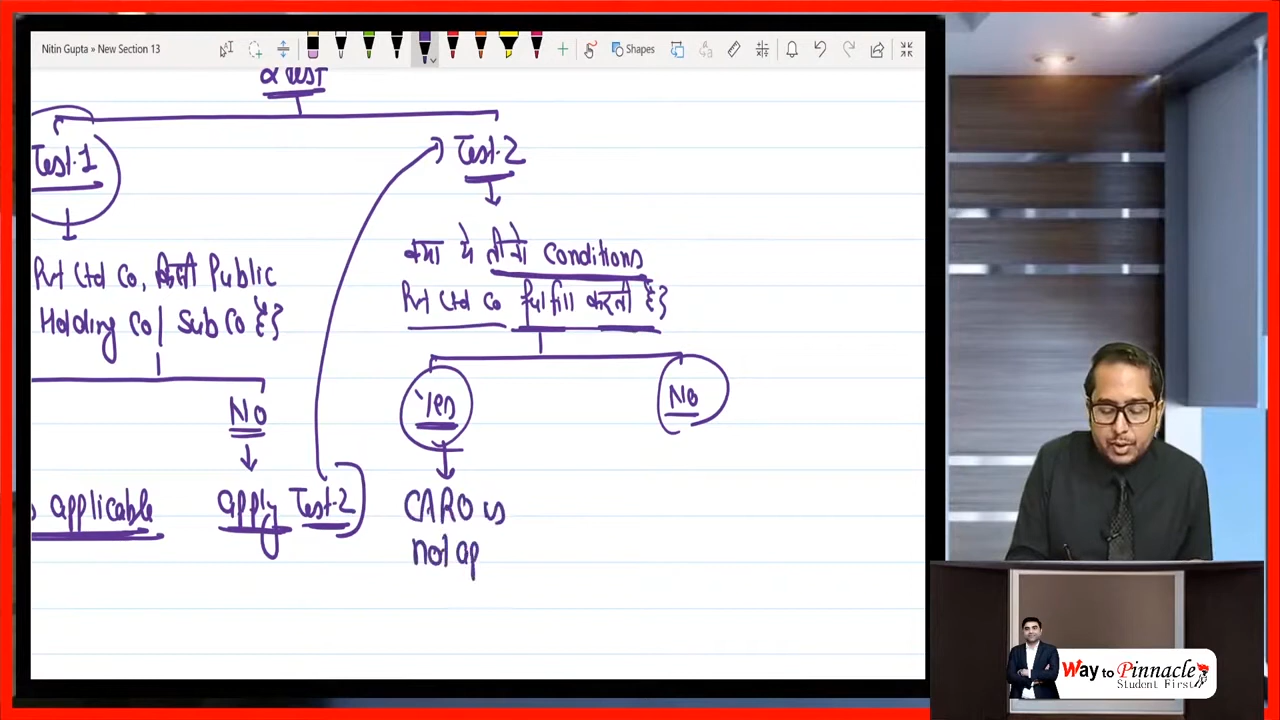 Nitin Gupta » New Section 13
Shapes
2 test
Test-1
Pvt Ltd Co, किसी Public
Holding Co / Sub Co है?
No
s applicable
apply Test-2
Test-2
क्या ये तीनो Conditions
Pvt Ltd Co fulfill करती है?
Yes
No
CARO is
not ap
Way to Pinnacle
Student First